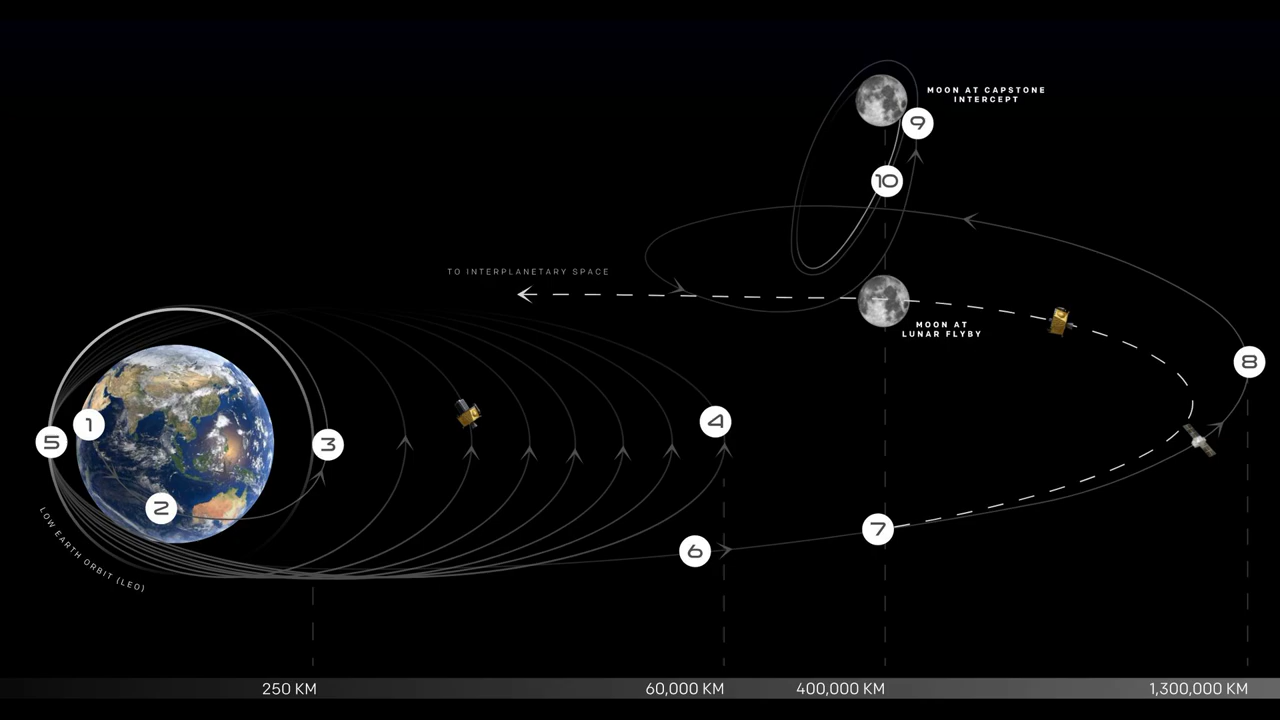 MOON AT CAPSTONE
INTERCEPT
9
10
TO INTERPLANETARY SPACE
MOON AT
LUNAR FLYBY
8
4
1
5
3
2
LOW EARTH ORBIT (LEO)
7
6
250 KM
60,000 KM
400,000 KM
1,300,000 KM